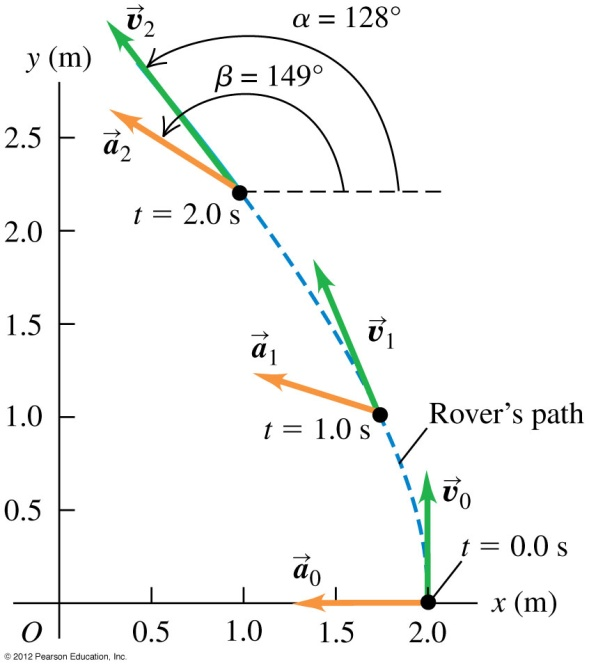 v⃗₂
α = 128°
y (m)
β = 149°
2.5
a⃗₂
t = 2.0 s
2.0
1.5
v⃗₁
a⃗₁
1.0
t = 1.0 s
Rover's path
0.5
v⃗₀
t = 0.0 s
a⃗₀
x (m)
O
0.5
1.0
1.5
2.0
© 2012 Pearson Education, Inc.